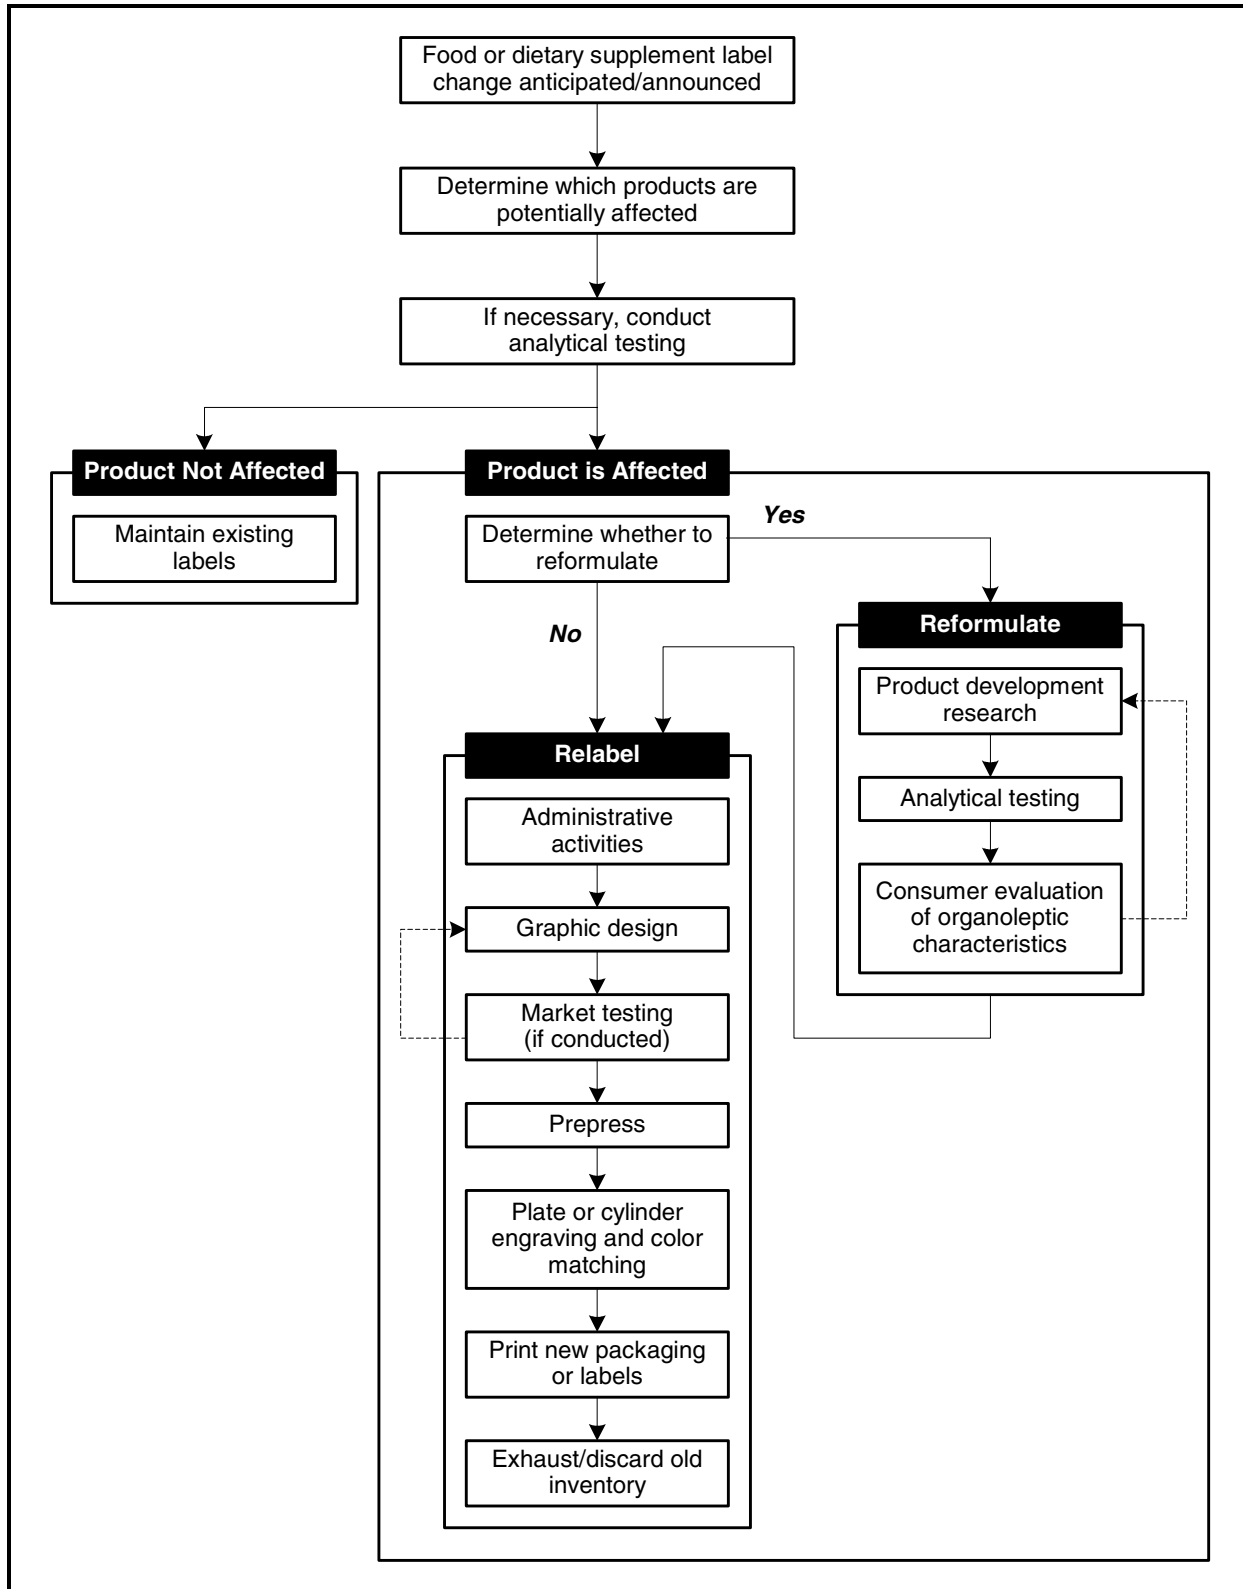 Food or dietary supplement label
change anticipated/announced
Determine which products are
potentially affected
If necessary, conduct
analytical testing
Product Not Affected
Maintain existing
labels
Product is Affected
Determine whether to
reformulate
Yes
No
Reformulate
Product development
research
Analytical testing
Consumer evaluation
of organoleptic
characteristics
Relabel
Administrative
activities
Graphic design
Market testing
(if conducted)
Prepress
Plate or cylinder
engraving and color
matching
Print new packaging
or labels
Exhaust/discard old
inventory